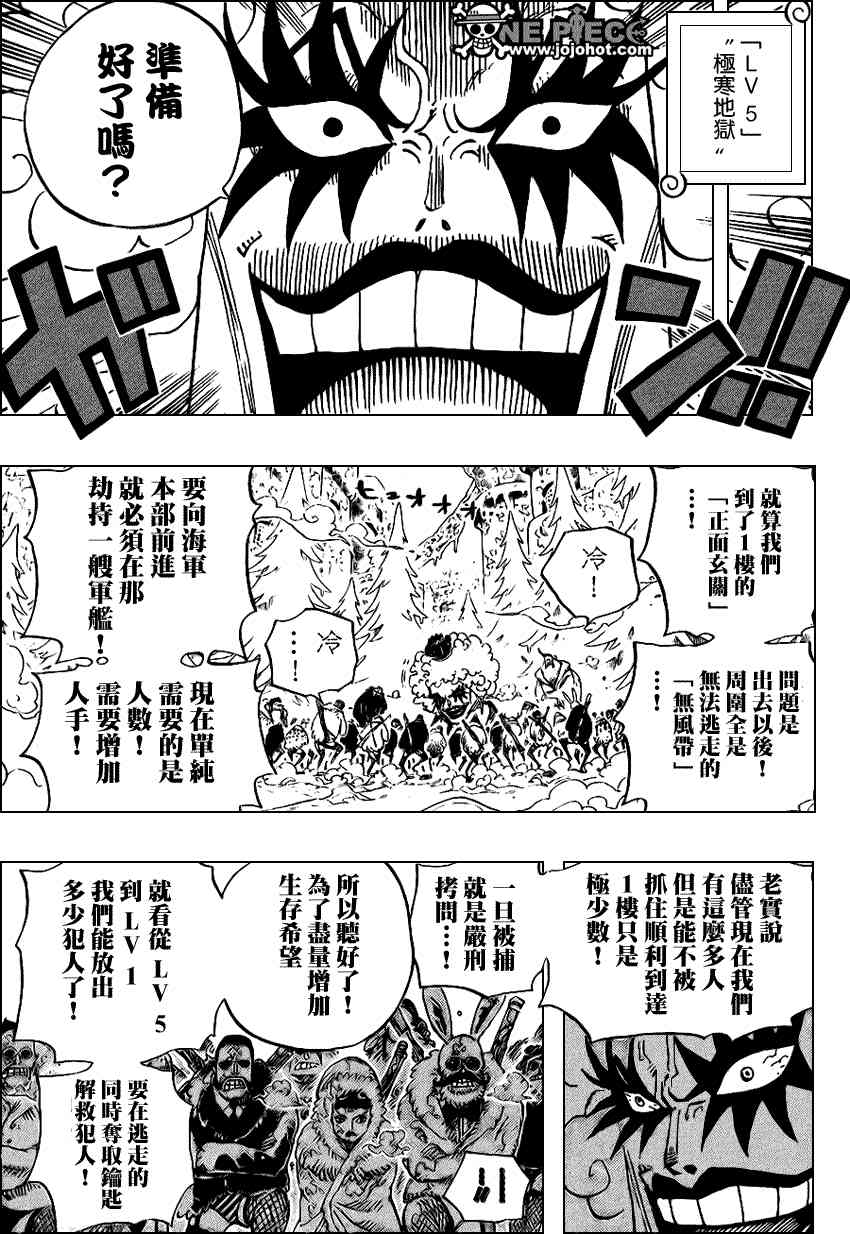 「LV5」
〝極寒地獄〞
ONE PIECE
www.jojohot.com
準備
好了嗎？
ガーン!!
就算我們
到了1樓的
「正面玄關」
…！
問題是
出去以後！
周圍全是
無法逃走的
「無風帶」
…！
冷！
冷
…！
オオオ
要向海軍
本部前進
就必須在那
劫持一艘軍艦！
現在單純
需要的是
人數！
需要增加
人手！
老實說
儘管現在我們
有這麼多人
但是能不被
抓住順利到達
1樓只是
極少數！
一旦被捕
就是嚴刑
拷問…！
所以聽好了！
為了盡量增加
生存希望
就看從LV5
到LV1
我們能放出
多少犯人了！
要在逃走的
同時奪取鑰匙
解救犯人！
!!